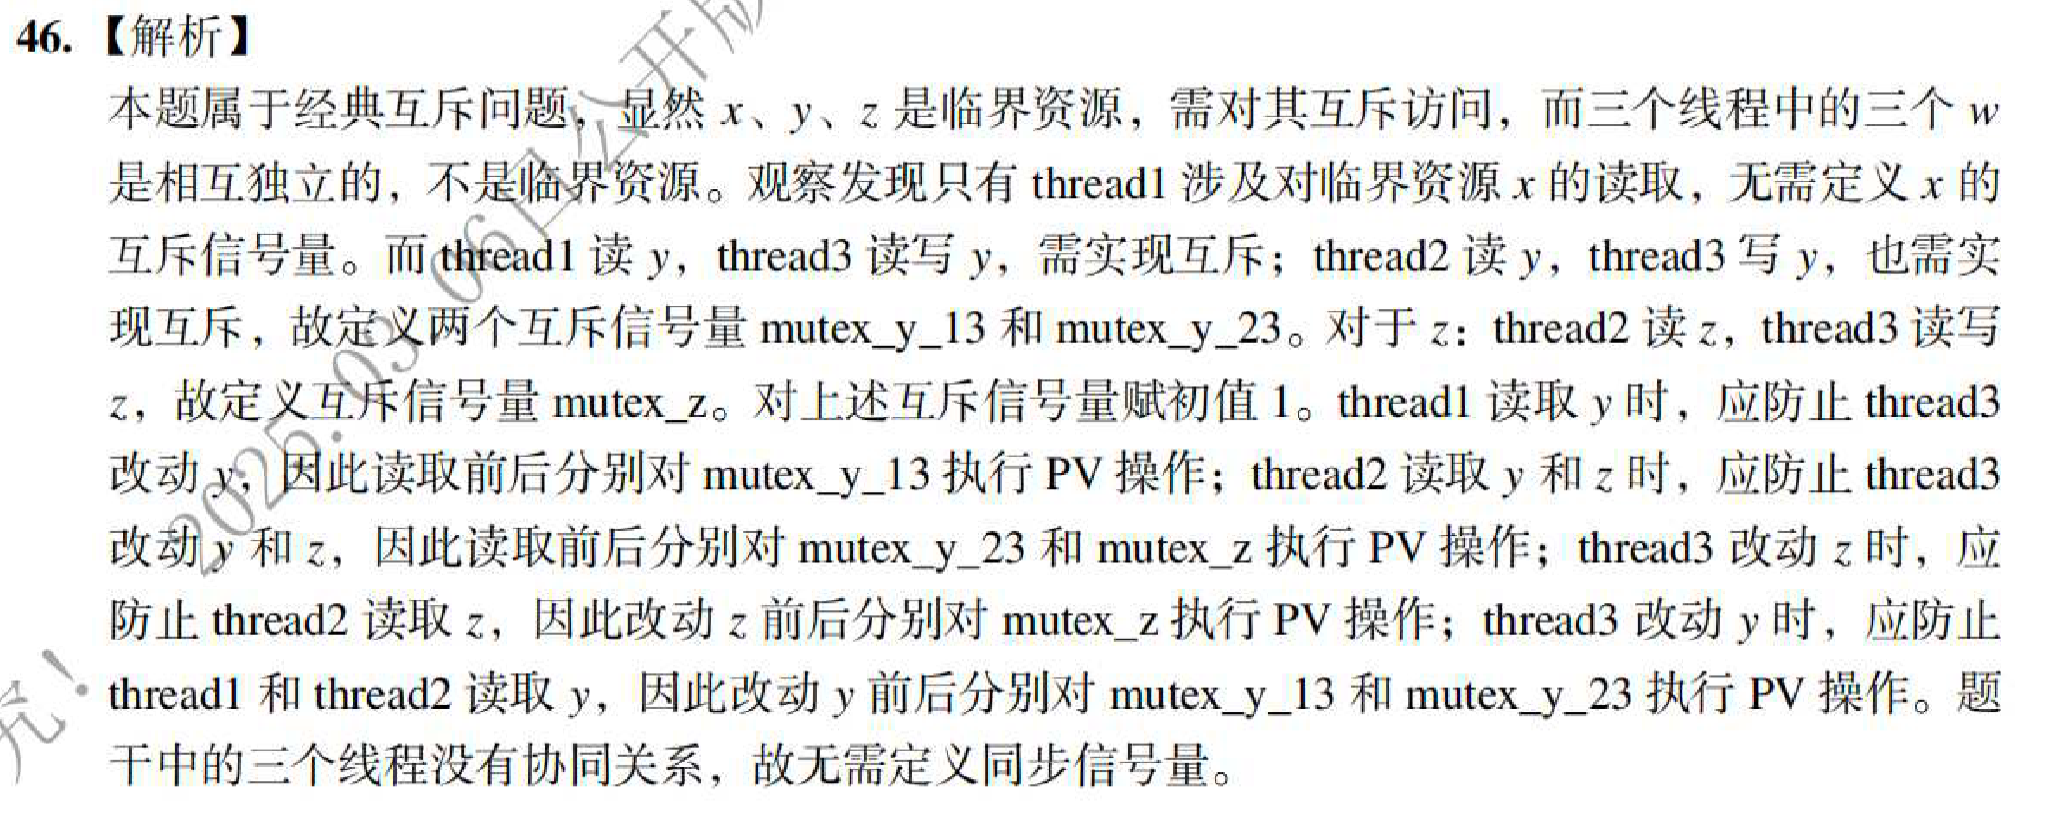 46.【解析】
本题属于经典互斥问题，显然 x、y、z 是临界资源，需对其互斥访问，而三个线程中的三个 w
是相互独立的，不是临界资源。观察发现只有 thread1 涉及对临界资源 x 的读取，无需定义 x 的
互斥信号量。而 thread1 读 y，thread3 读写 y，需实现互斥；thread2 读 y，thread3 写 y，也需实
现互斥，故定义两个互斥信号量 mutex_y_13 和 mutex_y_23。对于 z：thread2 读 z，thread3 读写
z，故定义互斥信号量 mutex_z。对上述互斥信号量赋初值 1。thread1 读取 y 时，应防止 thread3
改动 y，因此读取前后分别对 mutex_y_13 执行 PV 操作；thread2 读取 y 和 z 时，应防止 thread3
改动 y 和 z，因此读取前后分别对 mutex_y_23 和 mutex_z 执行 PV 操作；thread3 改动 z 时，应
防止 thread2 读取 z，因此改动 z 前后分别对 mutex_z 执行 PV 操作；thread3 改动 y 时，应防止
thread1 和 thread2 读取 y，因此改动 y 前后分别对 mutex_y_13 和 mutex_y_23 执行 PV 操作。题
干中的三个线程没有协同关系，故无需定义同步信号量。
2025.03.06日公开版
究！